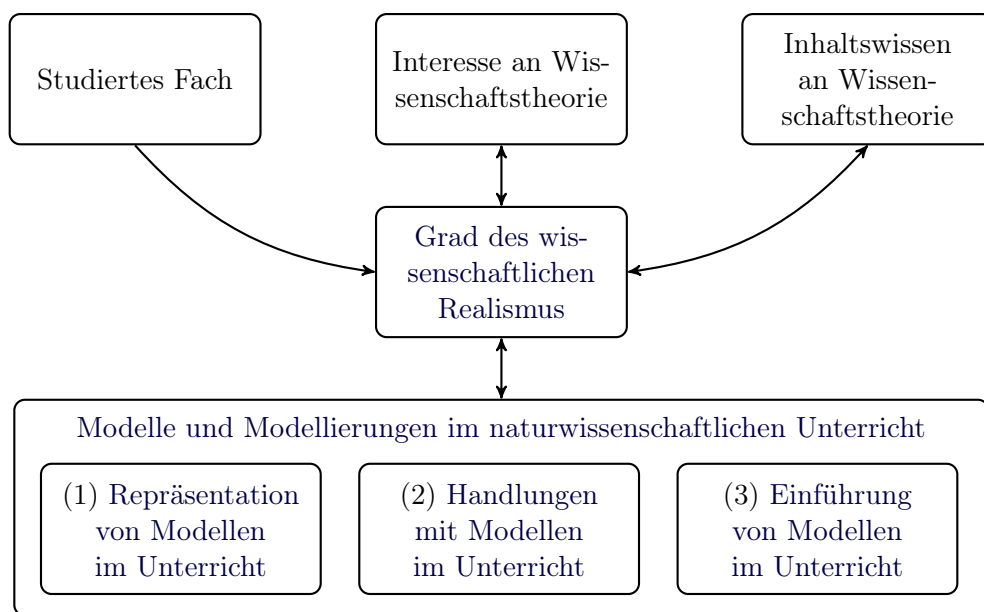 Studiertes Fach
Interesse an Wis-
senschaftstheorie
Inhaltswissen
an Wissen-
schaftstheorie
Grad des wis-
senschaftlichen
Realismus
Modelle und Modellierungen im naturwissenschaftlichen Unterricht
(1) Repräsentation
von Modellen
im Unterricht
(2) Handlungen
mit Modellen
im Unterricht
(3) Einführung
von Modellen
im Unterricht